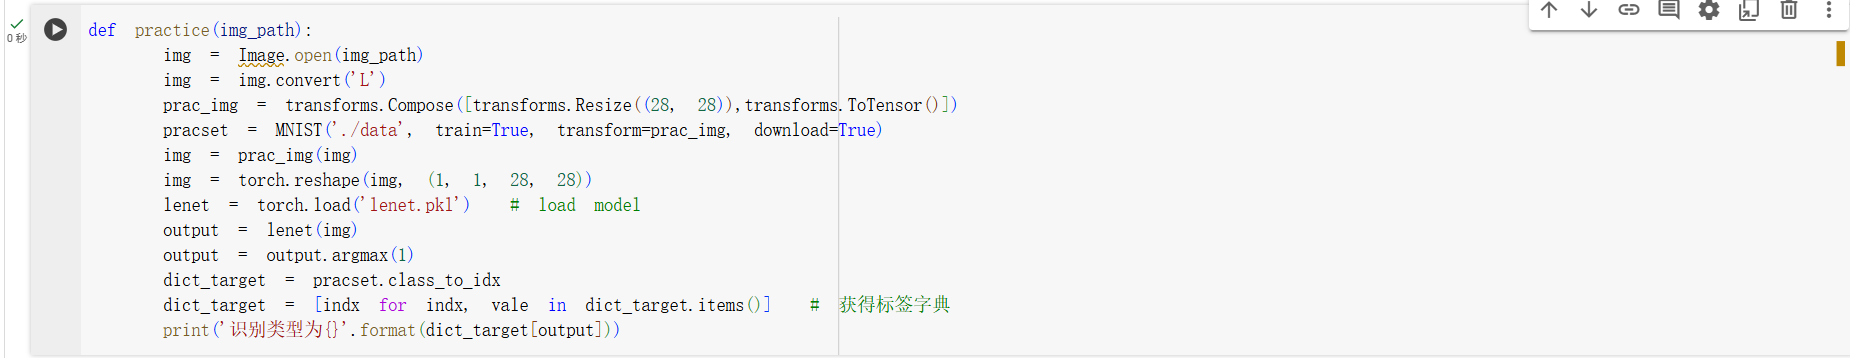 0 秒
def practice(img_path):
img = Image.open(img_path)
img = img.convert('L')
prac_img = transforms.Compose([transforms.Resize((28, 28)),transforms.ToTensor()])
pracset = MNIST('./data', train=True, transform=prac_img, download=True)
img = prac_img(img)
img = torch.reshape(img, (1, 1, 28, 28))
lenet = torch.load('lenet.pkl') # load model
output = lenet(img)
output = output.argmax(1)
dict_target = pracset.class_to_idx
dict_target = [indx for indx, vale in dict_target.items()] # 获得标签字典
print('识别类型为{}'.format(dict_target[output]))